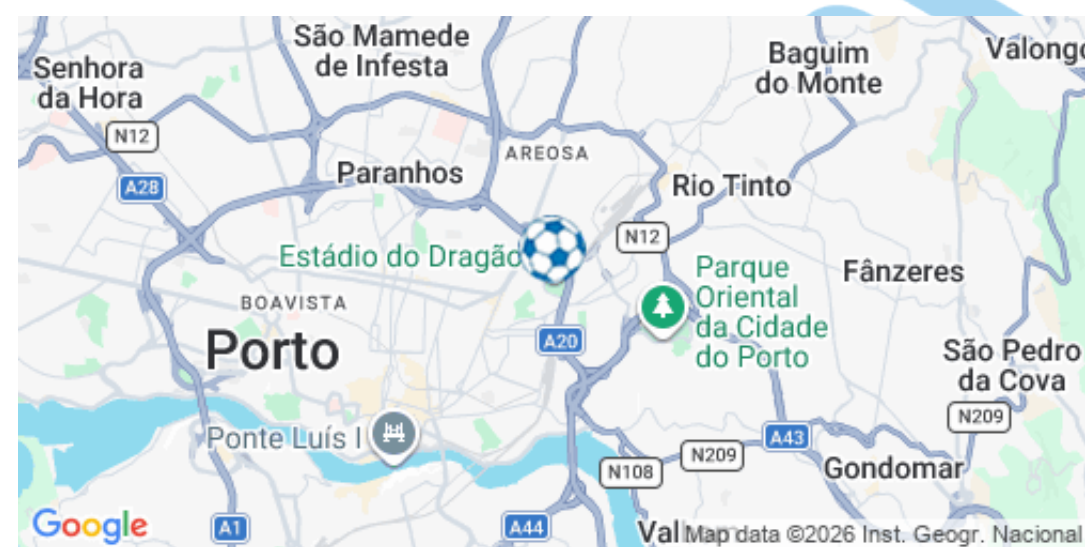 São Mamede
de Infesta
Senhora
da Hora
Baguim
do Monte
Valongo
N12
AREOSA
Paranhos
A28
Rio Tinto
N12
Estádio do Dragão
Parque
Oriental
da Cidade
do Porto
Fânzeres
BOAVISTA
Porto
A20
São Pedro
da Cova
N209
Ponte Luís I
A43
N209
N108
Gondomar
Google
A1
A44
Val
Map data ©2026 Inst. Geogr. Nacional